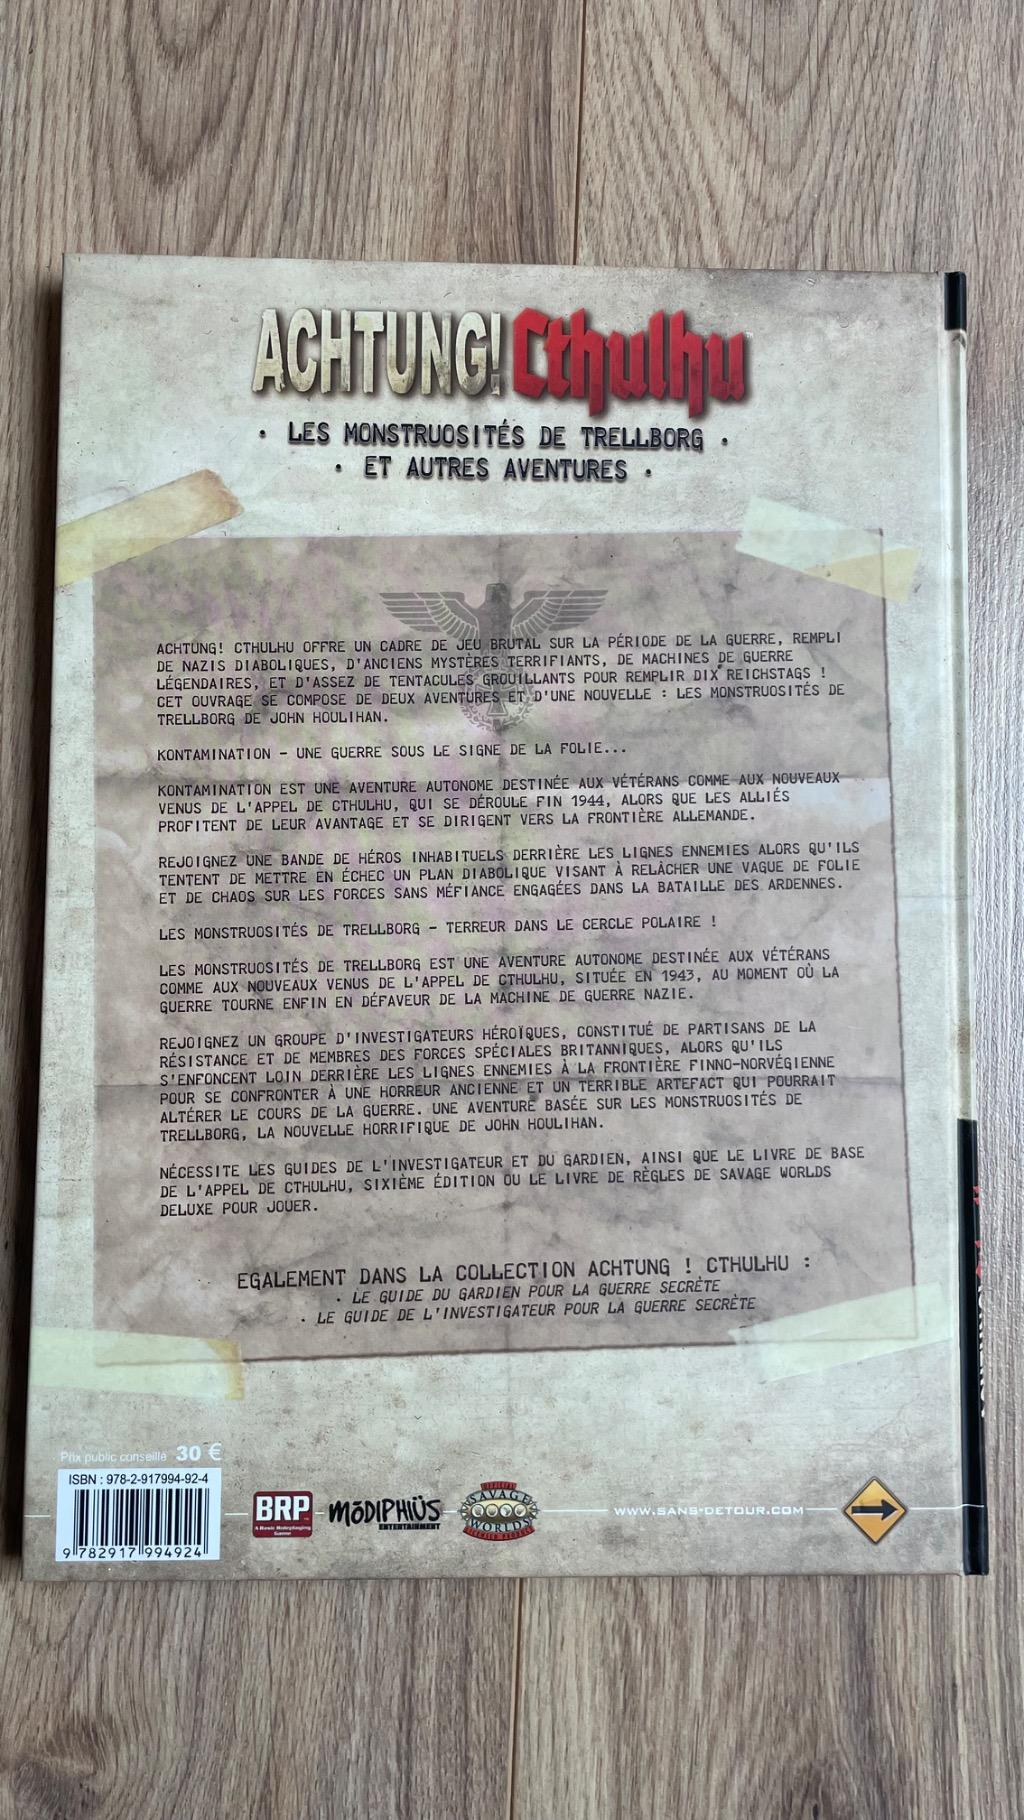 ACHTUNG! Cthulhu
· LES MONSTRUOSITÉS DE TRELLBORG ·
· ET AUTRES AVENTURES ·
ACHTUNG! CTHULHU OFFRE UN CADRE DE JEU BRUTAL SUR LA PÉRIODE DE LA GUERRE, REMPLI
DE NAZIS DIABOLIQUES, D'ANCIENS MYSTÈRES TERRIFIANTS, DE MACHINES DE GUERRE
LÉGENDAIRES, ET D'ASSEZ DE TENTACULES GROUILLANTS POUR REMPLIR DIX REICHSTAGS !
CET OUVRAGE SE COMPOSE DE DEUX AVENTURES ET D'UNE NOUVELLE : LES MONSTRUOSITÉS DE
TRELLBORG DE JOHN HOULIHAN.
KONTAMINATION – UNE GUERRE SOUS LE SIGNE DE LA FOLIE...
KONTAMINATION EST UNE AVENTURE AUTONOME DESTINÉE AUX VÉTÉRANS COMME AUX NOUVEAUX
VENUS DE L'APPEL DE CTHULHU, QUI SE DÉROULE FIN 1944, ALORS QUE LES ALLIÉS
PROFITENT DE LEUR AVANTAGE ET SE DIRIGENT VERS LA FRONTIÈRE ALLEMANDE.
REJOIGNEZ UNE BANDE DE HÉROS INHABITUELS DERRIÈRE LES LIGNES ENNEMIES ALORS QU'ILS
TENTENT DE METTRE EN ÉCHEC UN PLAN DIABOLIQUE VISANT À RELÂCHER UNE VAGUE DE FOLIE
ET DE CHAOS SUR LES FORCES SANS MÉFIANCE ENGAGÉES DANS LA BATAILLE DES ARDENNES.
LES MONSTRUOSITÉS DE TRELLBORG – TERREUR DANS LE CERCLE POLAIRE !
LES MONSTRUOSITÉS DE TRELLBORG EST UNE AVENTURE AUTONOME DESTINÉE AUX VÉTÉRANS
COMME AUX NOUVEAUX VENUS DE L'APPEL DE CTHULHU, SITUÉE EN 1943, AU MOMENT OÙ LA
GUERRE TOURNE ENFIN EN DÉFAVEUR DE LA MACHINE DE GUERRE NAZIE.
REJOIGNEZ UN GROUPE D'INVESTIGATEURS HÉROÏQUES, CONSTITUÉ DE PARTISANS DE LA
RÉSISTANCE ET DE MEMBRES DES FORCES SPÉCIALES BRITANNIQUES, ALORS QU'ILS
S'ENFONCENT LOIN DERRIÈRE LES LIGNES ENNEMIES À LA FRONTIÈRE FINNO-NORVÉGIENNE
POUR SE CONFRONTER À UNE HORREUR ANCIENNE ET UN TERRIBLE ARTEFACT QUI POURRAIT
ALTÉRER LE COURS DE LA GUERRE. UNE AVENTURE BASÉE SUR LES MONSTRUOSITÉS DE
TRELLBORG, LA NOUVELLE HORRIFIQUE DE JOHN HOULIHAN.
NÉCESSITE LES GUIDES DE L'INVESTIGATEUR ET DU GARDIEN, AINSI QUE LE LIVRE DE BASE
DE L'APPEL DE CTHULHU, SIXIÈME ÉDITION OU LE LIVRE DE RÈGLES DE SAVAGE WORLDS
DELUXE POUR JOUER.
EGALEMENT DANS LA COLLECTION ACHTUNG ! CTHULHU :
· LE GUIDE DU GARDIEN POUR LA GUERRE SECRÈTE
· LE GUIDE DE L'INVESTIGATEUR POUR LA GUERRE SECRÈTE
Prix public conseillé 30 €
ISBN : 978-2-917994-92-4
9 782917 994924
BRP
A Basic Roleplaying Game
MōDIPHIÜS
ENTERTAINMENT
SAVAGE
WORLDS
WWW.SANS-DETOUR.COM